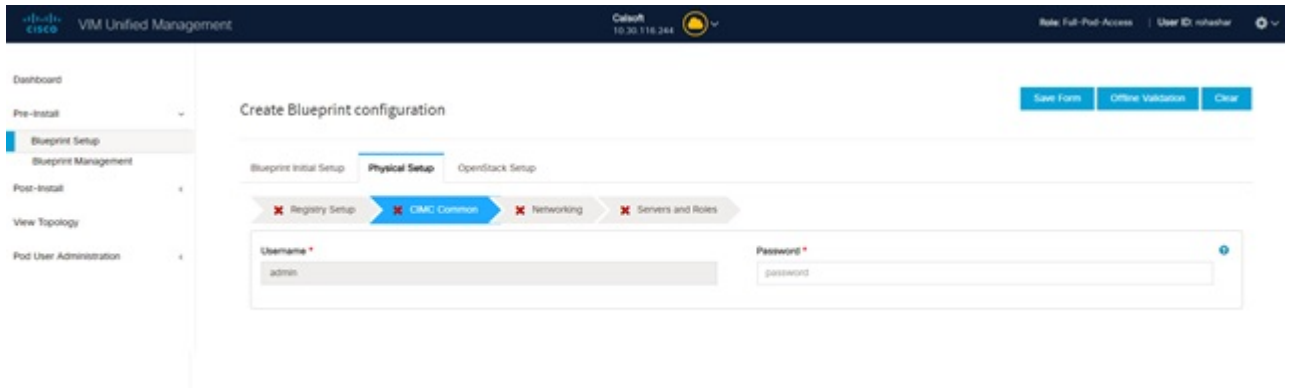 CISCO VIM Unified Management
Calsoft
10.30.116.244
Role: Full-Pod-Access | User ID: rohashar
Dashboard
Pre-Install
Blueprint Setup
Blueprint Management
Post-Install
View Topology
Pod User Administration
Create Blueprint configuration
Save Form Offline Validation Clear
Blueprint Initial Setup Physical Setup OpenStack Setup
Registry Setup CIMC Common Networking Servers and Roles
Username * Password *
admin password